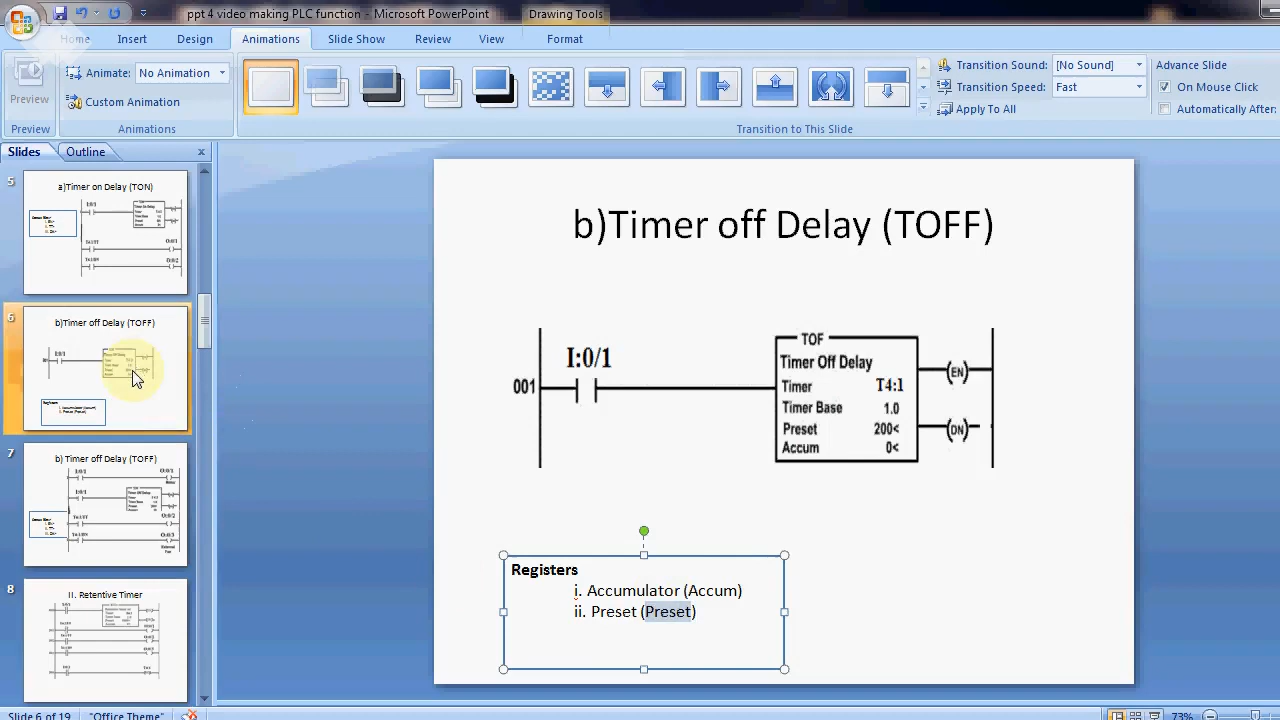 ppt 4 video making PLC function - Microsoft PowerPoint
Drawing Tools
Home Insert Design Animations Slide Show Review View Format
Preview
Animate: No Animation
Custom Animation
Transition Sound: [No Sound]
Transition Speed: Fast
Apply To All
Advance Slide
On Mouse Click
Automatically After:
Preview
Animations
Transition to This Slide
Slides Outline x
5
a)Timer on Delay (TON)
I:0/1
6
b)Timer off Delay (TOFF)
I:0/1
7
b) Timer off Delay (TOFF)
8
II. Retentive Timer
b)Timer off Delay (TOFF)
I:0/1
001
TOF
Timer Off Delay
Timer T4:1
Timer Base 1.0
Preset 200<
Accum 0<
(EN)
(DN)
Registers
i. Accumulator (Accum)
ii. Preset (Preset)
Slide 6 of 19
"Office Theme"
73%